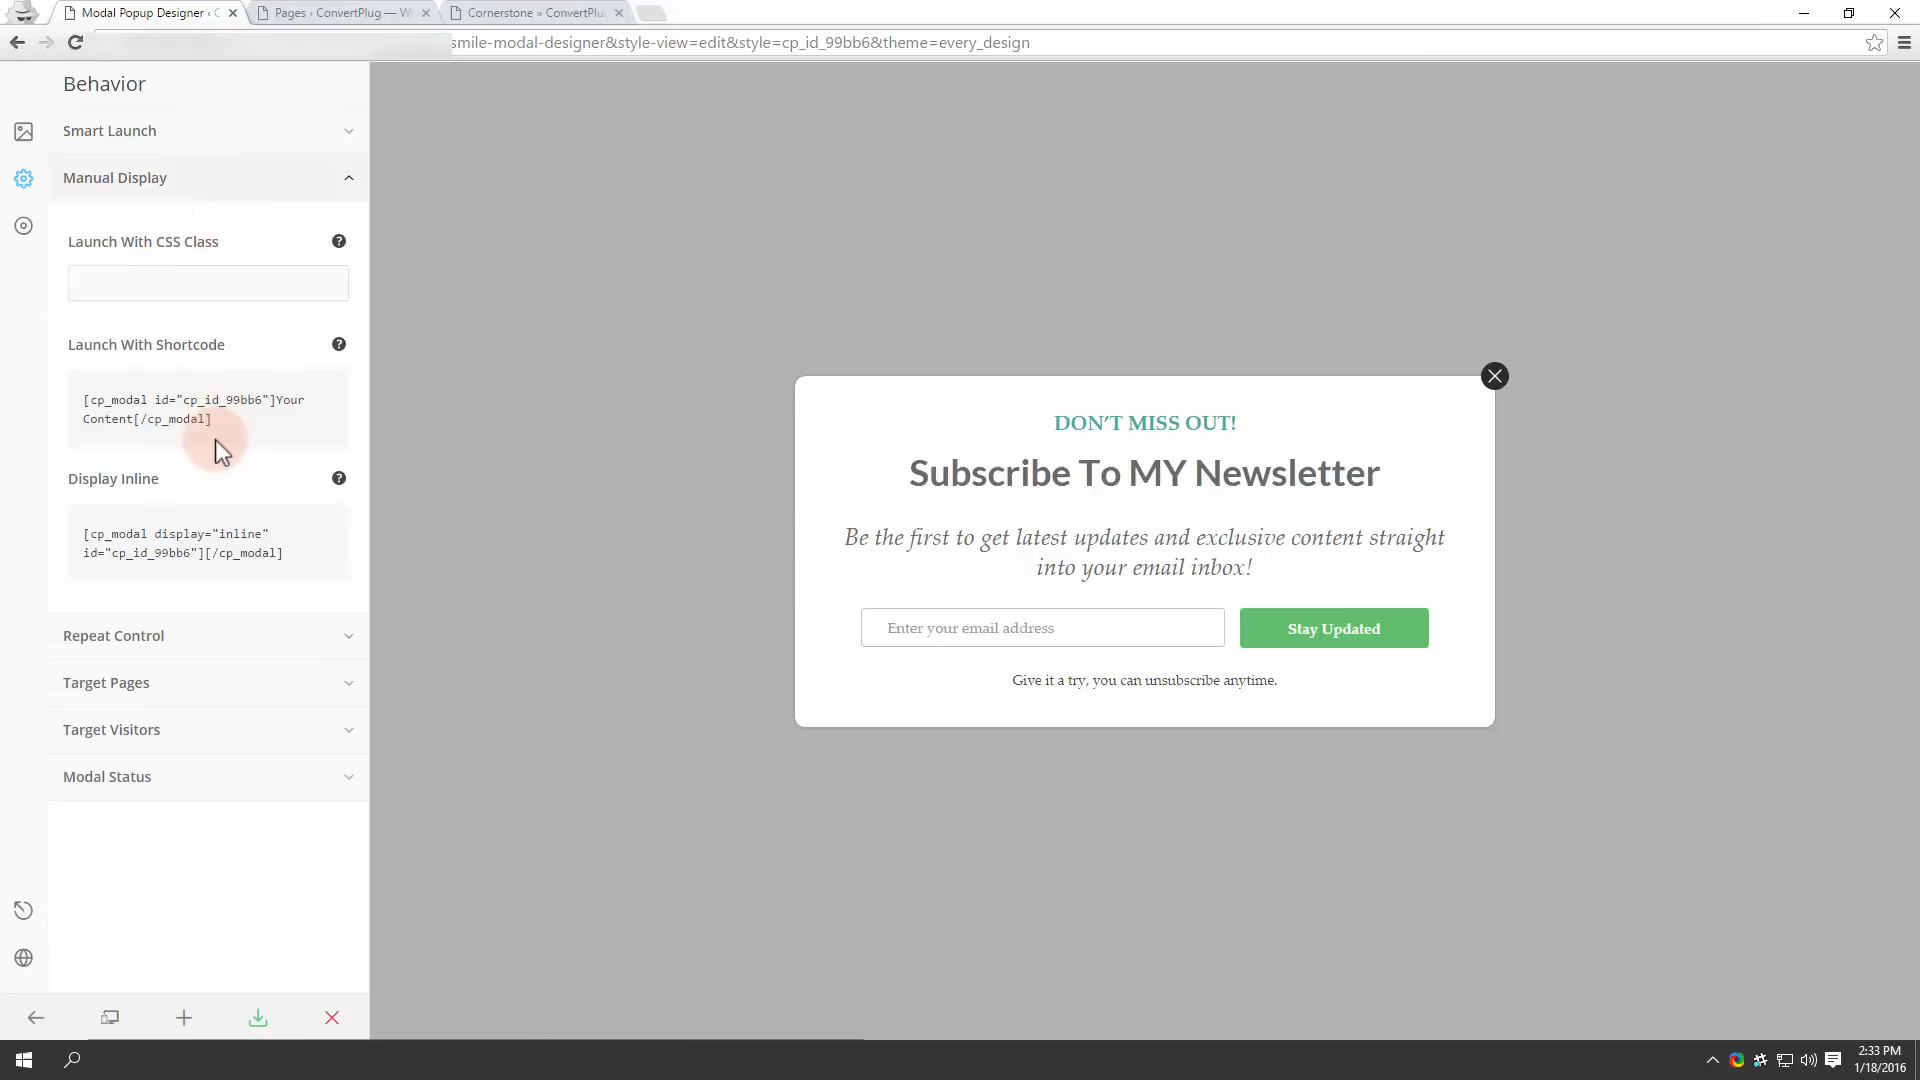 Modal Popup Designer ‹ C
Pages ‹ ConvertPlug — W
Cornerstone » ConvertPlu
smile-modal-designer&style-view=edit&style=cp_id_99bb6&theme=every_design
Behavior
Smart Launch
Manual Display
Launch With CSS Class
Launch With Shortcode
[cp_modal id="cp_id_99bb6"]Your
Content[/cp_modal]
Display Inline
[cp_modal display="inline"
id="cp_id_99bb6"][/cp_modal]
Repeat Control
Target Pages
Target Visitors
Modal Status
DON'T MISS OUT!
Subscribe To MY Newsletter
Be the first to get latest updates and exclusive content straight
into your email inbox!
Enter your email address
Stay Updated
Give it a try, you can unsubscribe anytime.
2:33 PM
1/18/2016